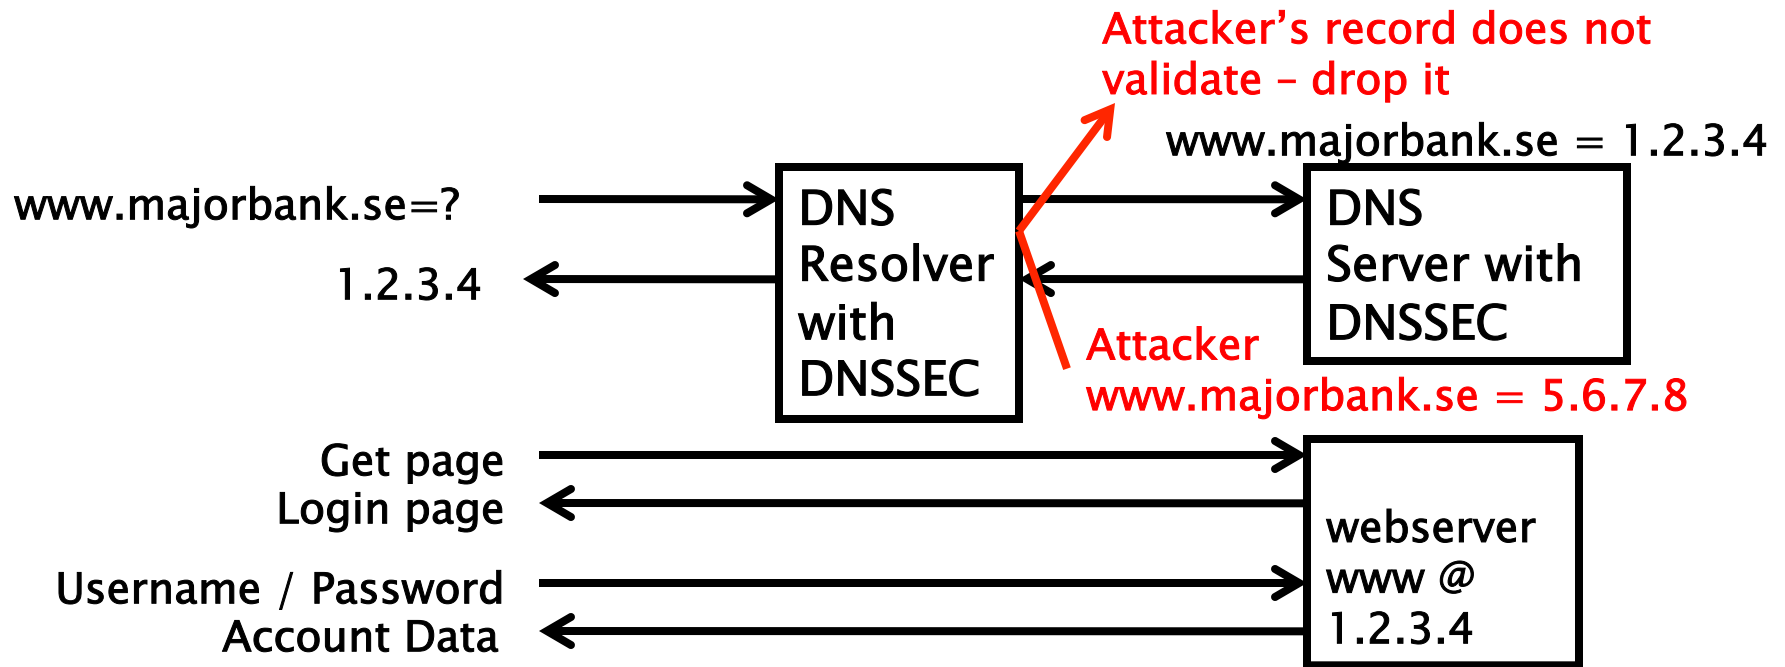 Attacker’s record does not
validate – drop it
www.majorbank.se = 1.2.3.4
www.majorbank.se=?
1.2.3.4
DNS
Resolver
with
DNSSEC
DNS
Server with
DNSSEC
Attacker
www.majorbank.se = 5.6.7.8
Get page
Login page
Username / Password
Account Data
webserver
www @
1.2.3.4